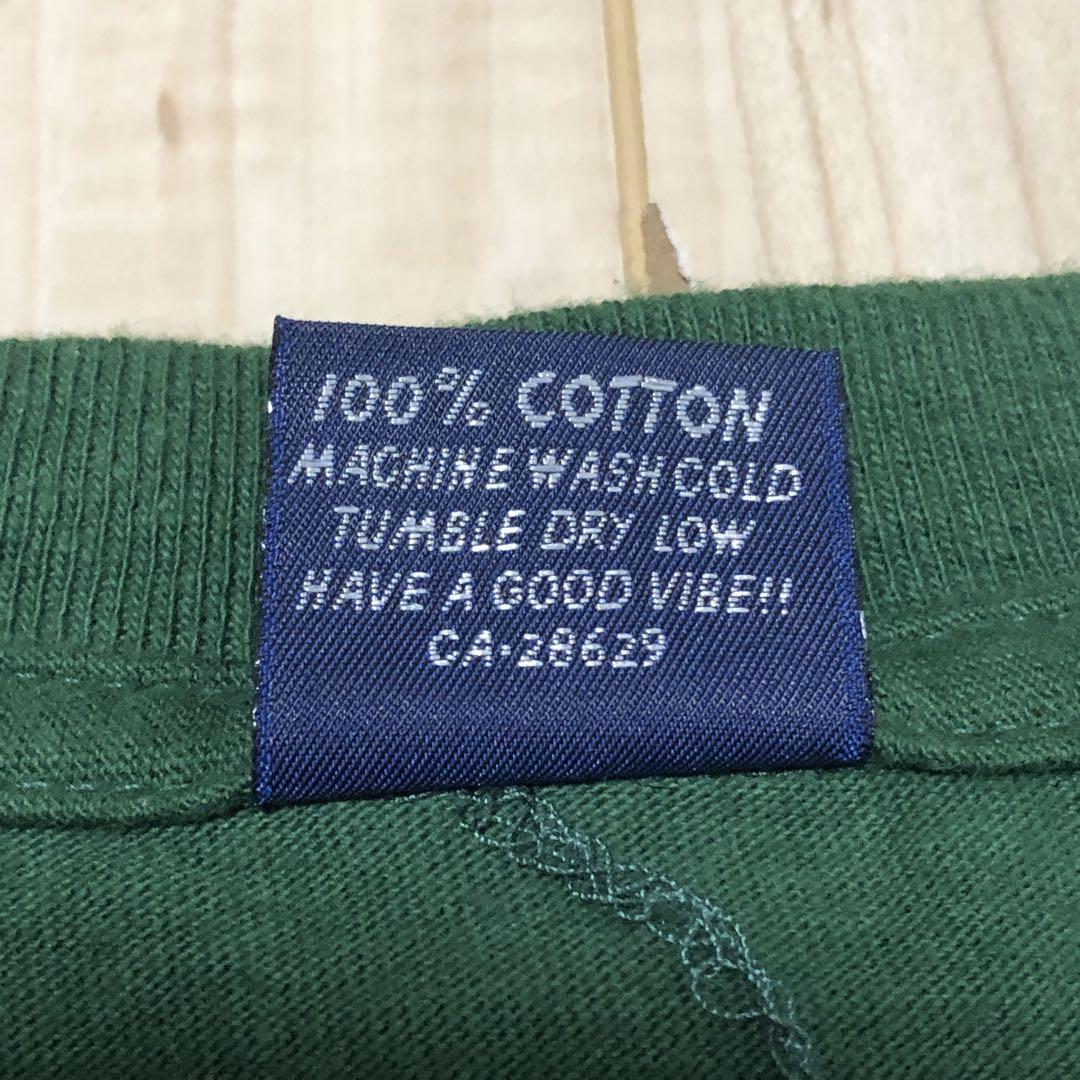 100% COTTON
MACHINE WASH COLD
TUMBLE DRY LOW
HAVE A GOOD VIBE!!
CA·28629